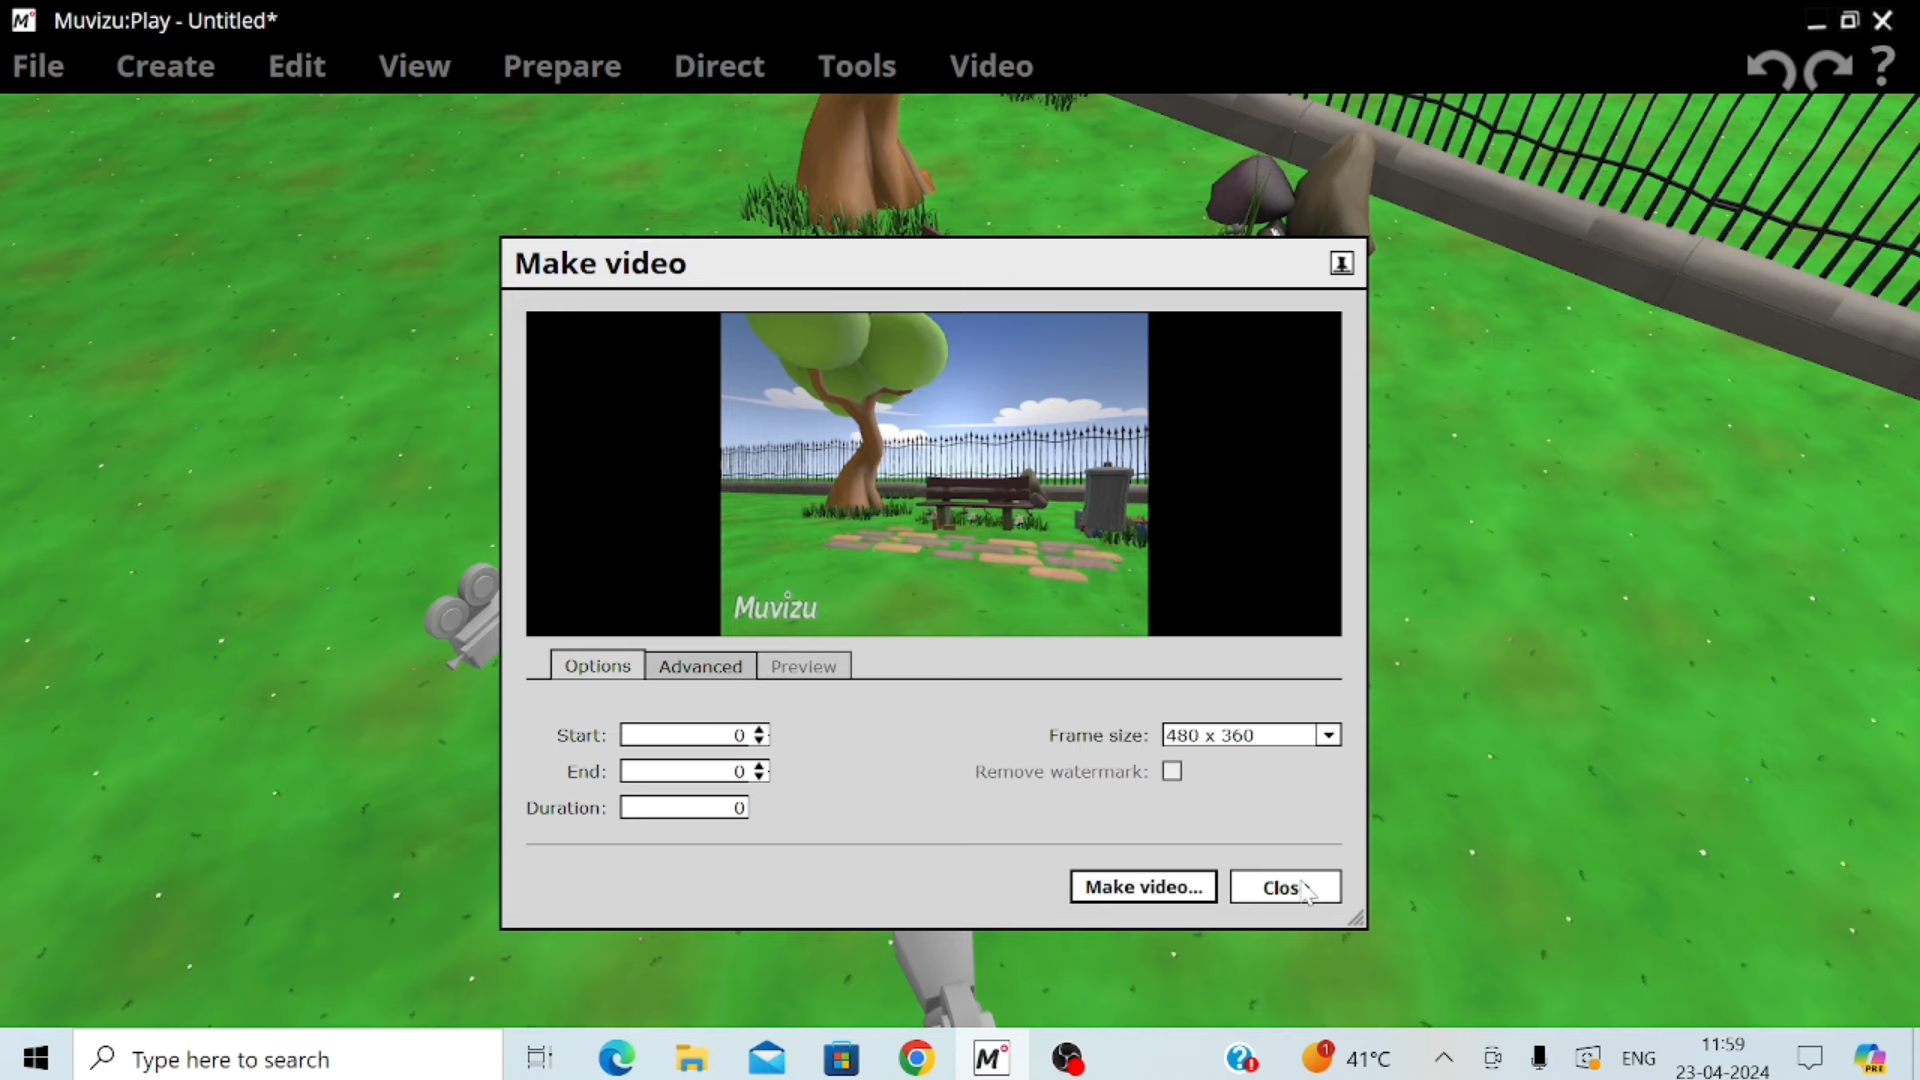 Muvizu:Play - Untitled*
File Create Edit View Prepare Direct Tools Video ?
Make video
Muvizu
Options Advanced Preview
Start: 0
Frame size: 480 x 360
End: 0
Remove watermark:
Duration: 0
Make video... Clos
Type here to search
1 41°C ENG 11:59
23-04-2024
PRE